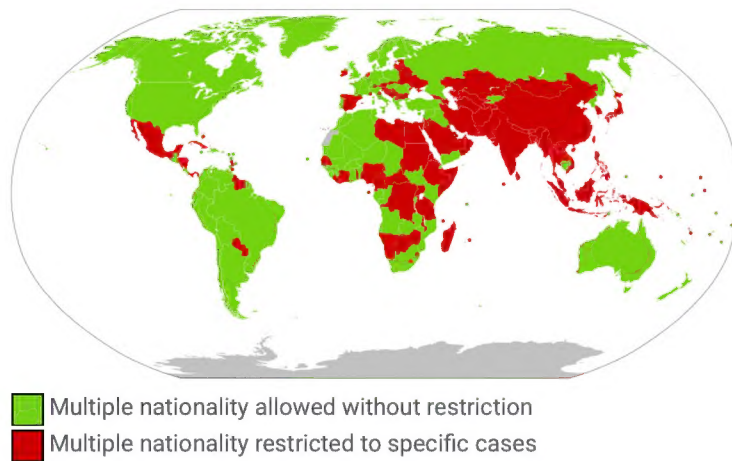 Multiple nationality allowed without restriction
Multiple nationality restricted to specific cases